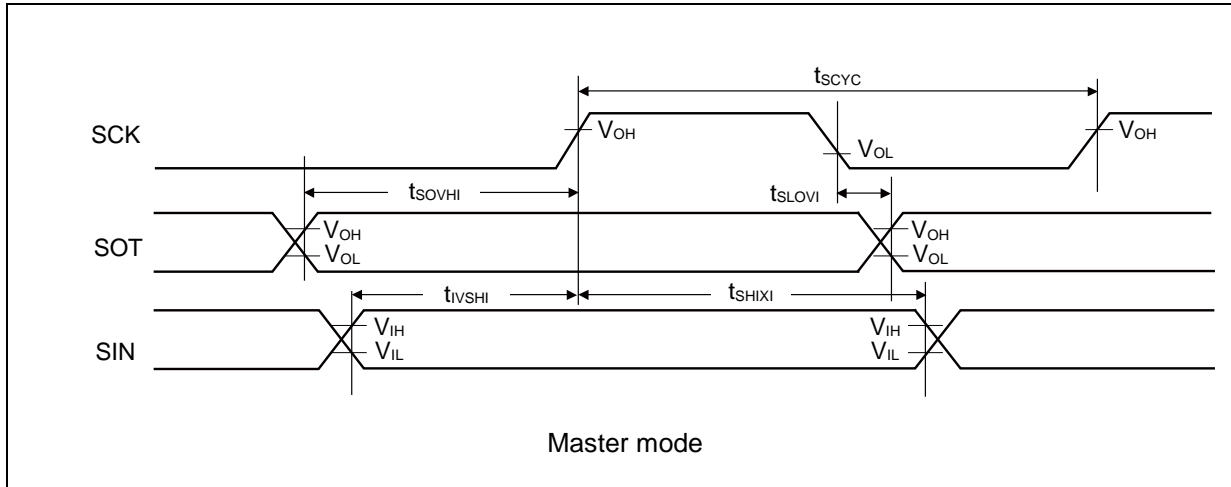 tSCYC
SCK
VOH
VOL
VOH
tSOVHI
tSLOVI
SOT
VOH
VOL
VOH
VOL
tIVSHI
tSHIXI
SIN
VIH
VIL
VIH
VIL
Master mode